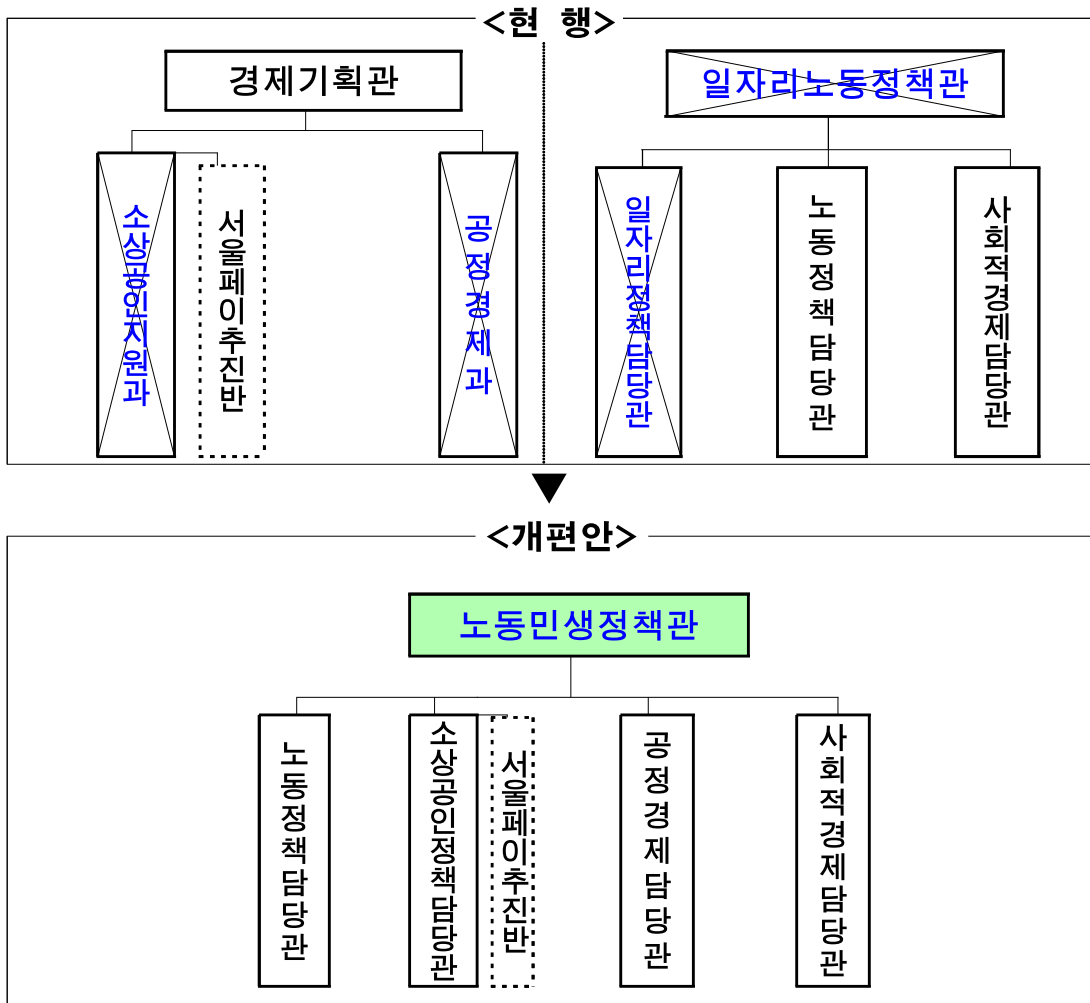 <현 행>
경제기획관
일자리노동정책관
소상공인지원과
서울페이추진반
공정경제과
일자리정책담당관
노동정책담당관
사회적경제담당관
<개편안>
노동민생정책관
노동정책담당관
소상공인정책담당관
서울페이추진반
공정경제담당관
사회적경제담당관